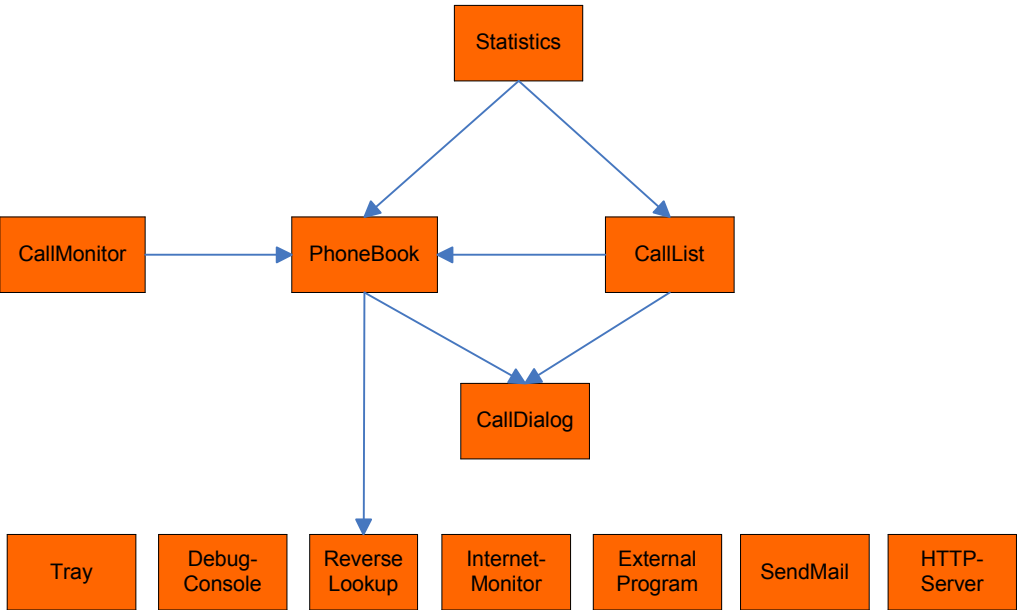 Statistics
CallMonitor
PhoneBook
CallList
CallDialog
Tray
Debug-
Console
Reverse
Lookup
Internet-
Monitor
External
Program
SendMail
HTTP-
Server